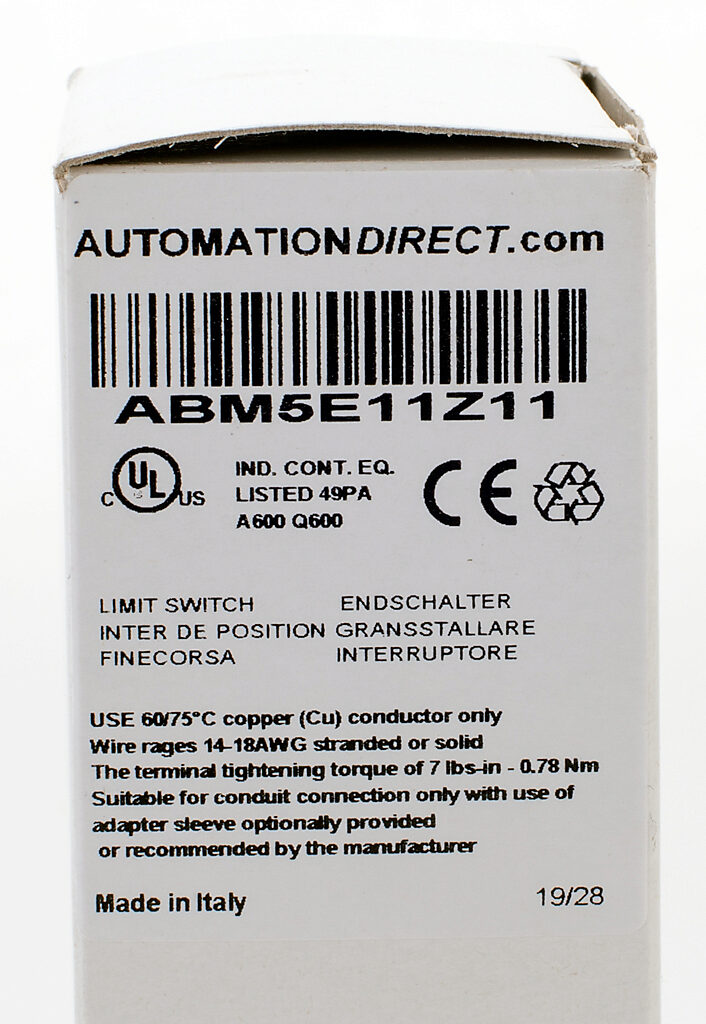 AUTOMATIONDIRECT.com
ABM5E11Z11
C UL US
IND. CONT. EQ.
LISTED 49PA
A600 Q600
CE
LIMIT SWITCH ENDSCHALTER
INTER DE POSITION GRANSSTALLARE
FINECORSA INTERRUPTORE
USE 60/75°C copper (Cu) conductor only
Wire rages 14-18AWG stranded or solid
The terminal tightening torque of 7 lbs-in - 0.78 Nm
Suitable for conduit connection only with use of
adapter sleeve optionally provided
or recommended by the manufacturer
Made in Italy 19/28